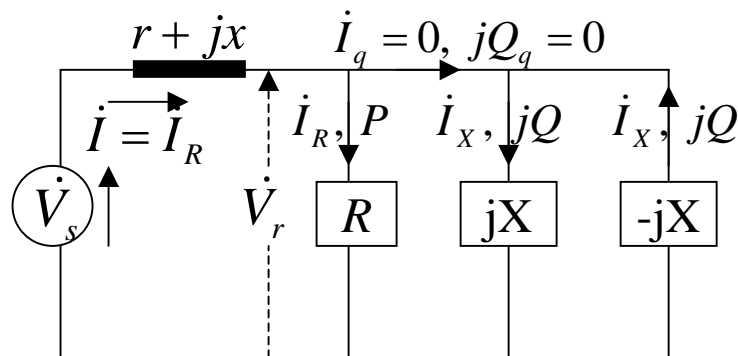 r + jx
İ_q = 0, jQ_q = 0
İ = İ_R
İ_R, P
İ_X, jQ
İ_X, jQ
V̇_s
V̇_r
R
jX
-jX